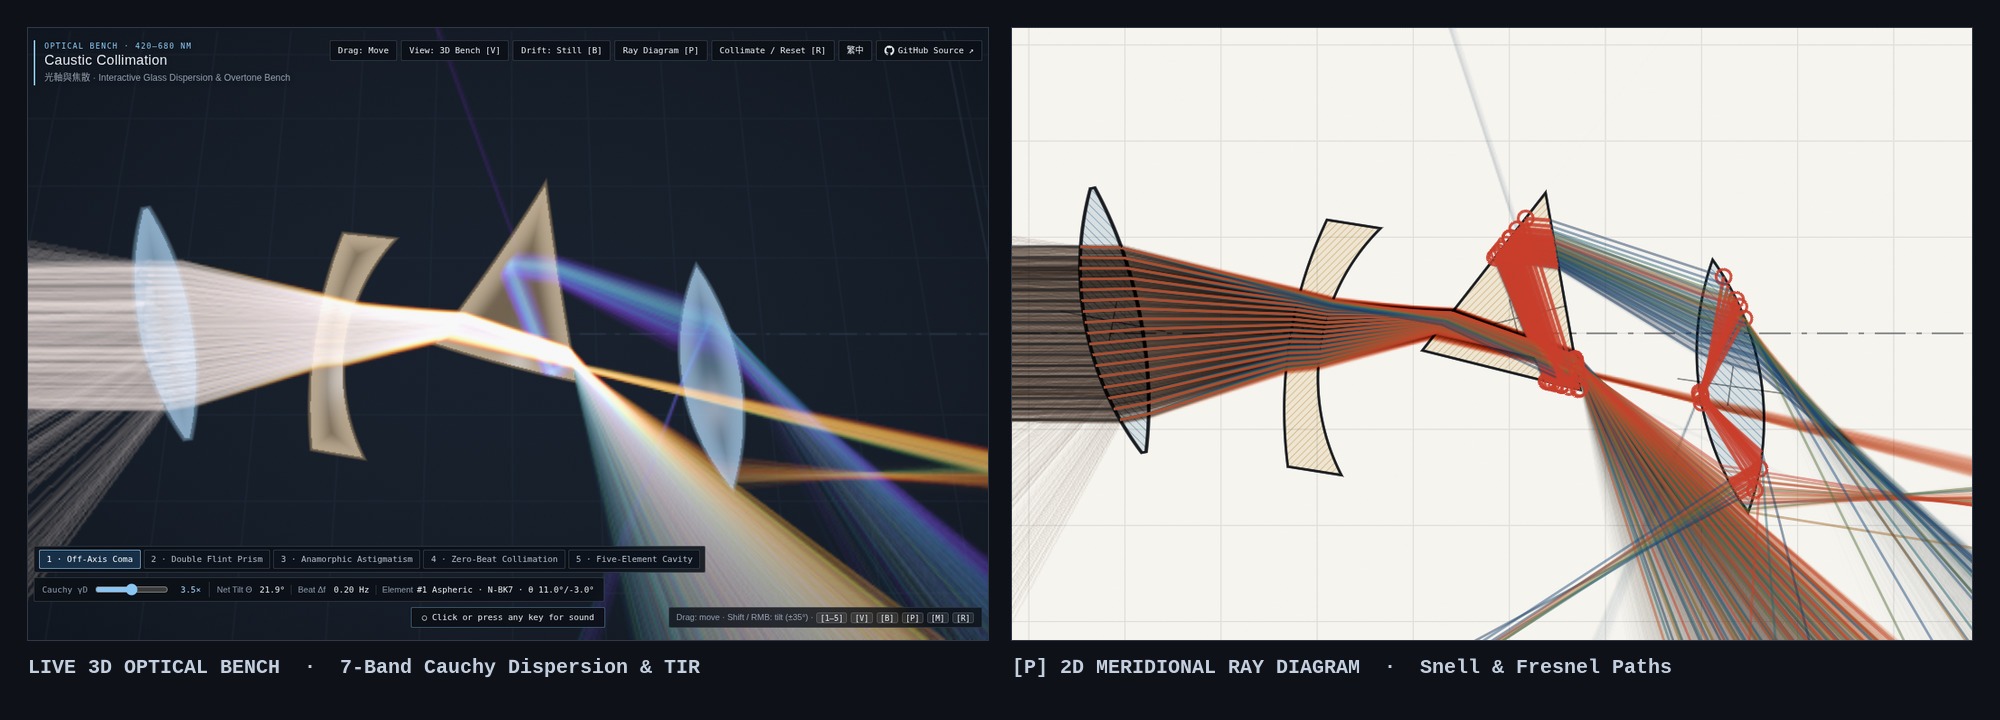 OPTICAL BENCH · 420–680 NM
Caustic Collimation
光軸與焦散 · Interactive Glass Dispersion & Overtone Bench
Drag: Move
View: 3D Bench [V]
Drift: Still [B]
Ray Diagram [P]
Collimate / Reset [R]
繁中
GitHub Source ↗
1 · Off-Axis Coma
2 · Double Flint Prism
3 · Anamorphic Astigmatism
4 · Zero-Beat Collimation
5 · Five-Element Cavity
Cauchy γD 3.5× Net Tilt Θ 21.9° Beat Δf 0.20 Hz Element #1 Aspheric · N-BK7 · θ 11.0°/-3.0°
○ Click or press any key for sound
Drag: move · Shift / RMB: tilt (±35°) · [1–5] [V] [B] [P] [M] [R]
LIVE 3D OPTICAL BENCH · 7-Band Cauchy Dispersion & TIR
[P] 2D MERIDIONAL RAY DIAGRAM · Snell & Fresnel Paths